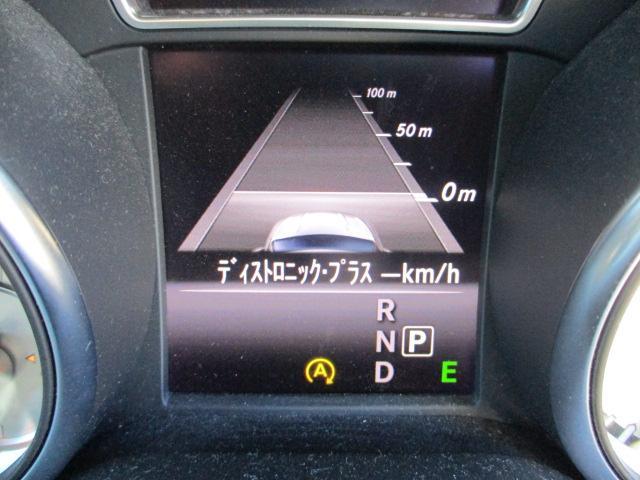 100 m
50 m
0 m
ﾃﾞｨｽﾄﾛﾆｯｸ･ﾌﾟﾗｽ —km/h
R
N P
A D E